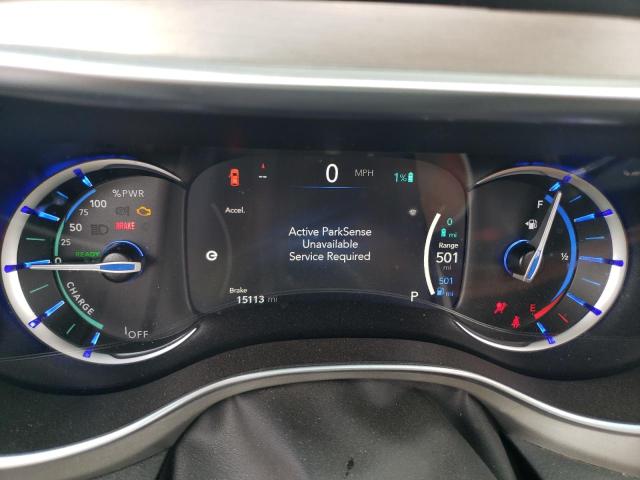 %PWR
100
75
50
25
0
BRAKE
READY
CHARGE
OFF
0 MPH
1%
Accel.
Active ParkSense
Unavailable
Service Required
Brake
15113 mi
0
mi
Range
501
mi
501
mi
P
F
½
E